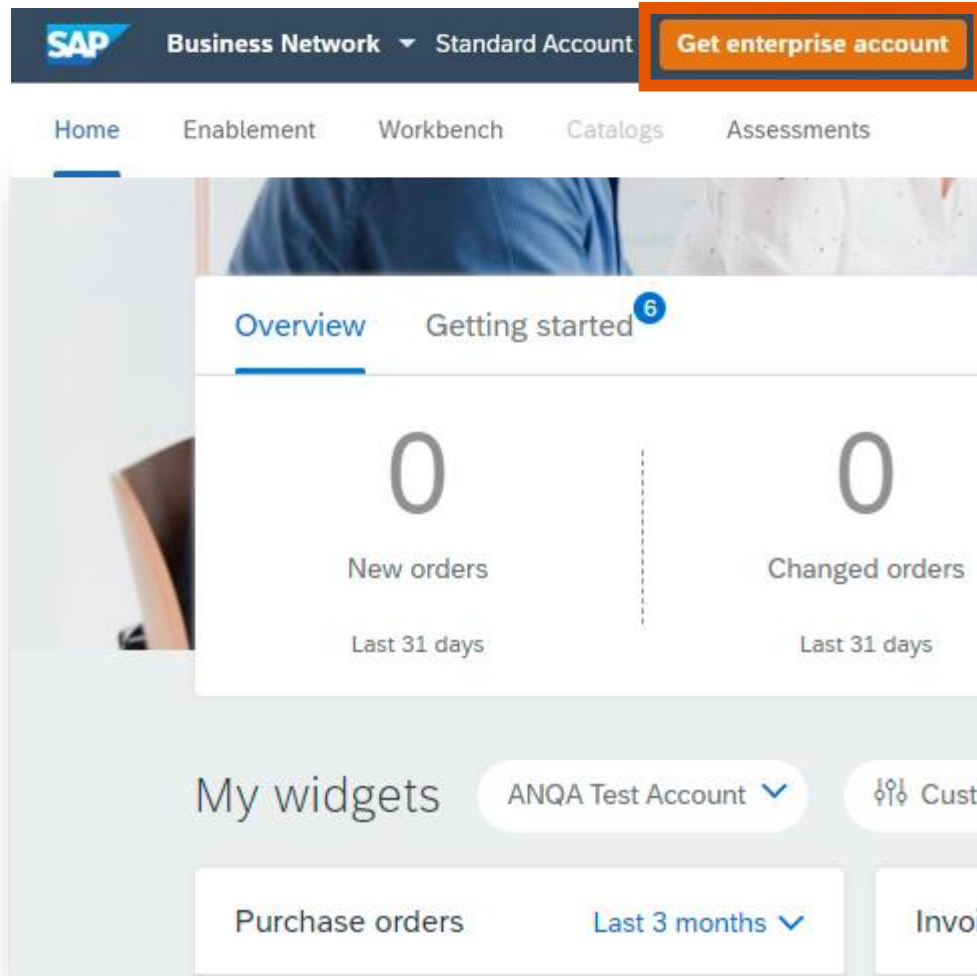 SAP Business Network Standard Account Get enterprise account
Home Enablement Workbench Catalogs Assessments
Overview Getting started 6
0 0
New orders Changed orders
Last 31 days Last 31 days
My widgets ANQA Test Account Cust
Purchase orders Last 3 months Invoi